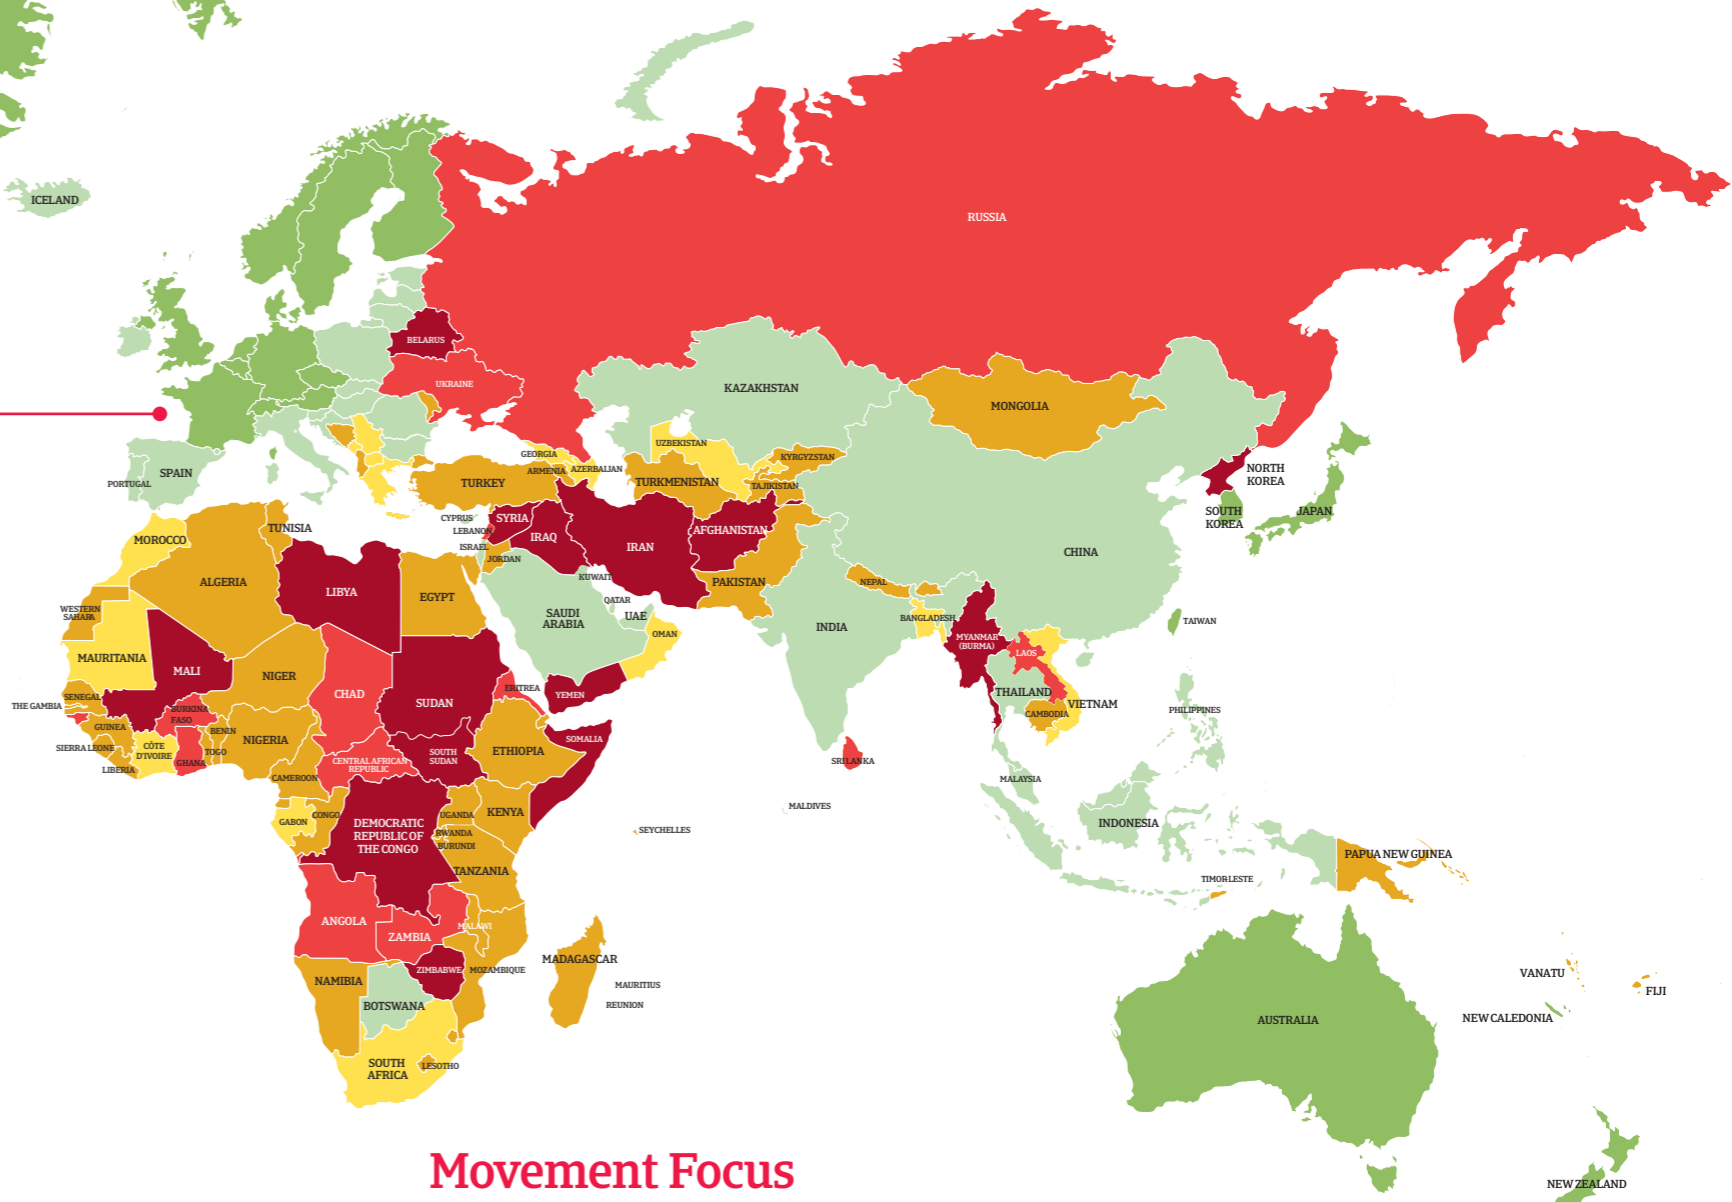 ICELAND
RUSSIA
BELARUS
UKRAINE
KAZAKHSTAN
MONGOLIA
UZBEKISTAN
GEORGIA
KYRGYZSTAN
ARMENIA
AZERBAIJAN
SPAIN
PORTUGAL
TURKEY
TURKMENISTAN
TAJIKISTAN
NORTH
KOREA
SOUTH
KOREA
JAPAN
CYPRUS
SYRIA
LEBANON
IRAQ
IRAN
AFGHANISTAN
ISRAEL
JORDAN
TUNISIA
MOROCCO
CHINA
ALGERIA
LIBYA
EGYPT
KUWAIT
PAKISTAN
NEPAL
WESTERN
SAHARA
QATAR
SAUDI
ARABIA
UAE
OMAN
INDIA
BANGLADESH
TAIWAN
MYANMAR
(BURMA)
LAOS
MAURITANIA
MALI
NIGER
CHAD
SUDAN
ERITREA
YEMEN
THAILAND
VIETNAM
CAMBODIA
PHILIPPINES
SENEGAL
THE GAMBIA
BURKINA
FASO
GUINEA
BENIN
NIGERIA
SIERRA LEONE
CÔTE
D'IVOIRE
TOGO
GHANA
LIBERIA
CAMEROON
CENTRAL AFRICAN
REPUBLIC
SOUTH
SUDAN
ETHIOPIA
SOMALIA
SRI LANKA
MALAYSIA
MALDIVES
GABON
CONGO
DEMOCRATIC
REPUBLIC OF
THE CONGO
UGANDA
KENYA
RWANDA
BURUNDI
SEYCHELLES
INDONESIA
TANZANIA
PAPUA NEW GUINEA
TIMOR-LESTE
ANGOLA
ZAMBIA
MALAWI
ZIMBABWE
MOZAMBIQUE
MADAGASCAR
MAURITIUS
REUNION
NAMIBIA
BOTSWANA
VANATU
FIJI
NEW CALEDONIA
AUSTRALIA
SOUTH
AFRICA
LESOTHO
NEW ZEALAND
Movement Focus